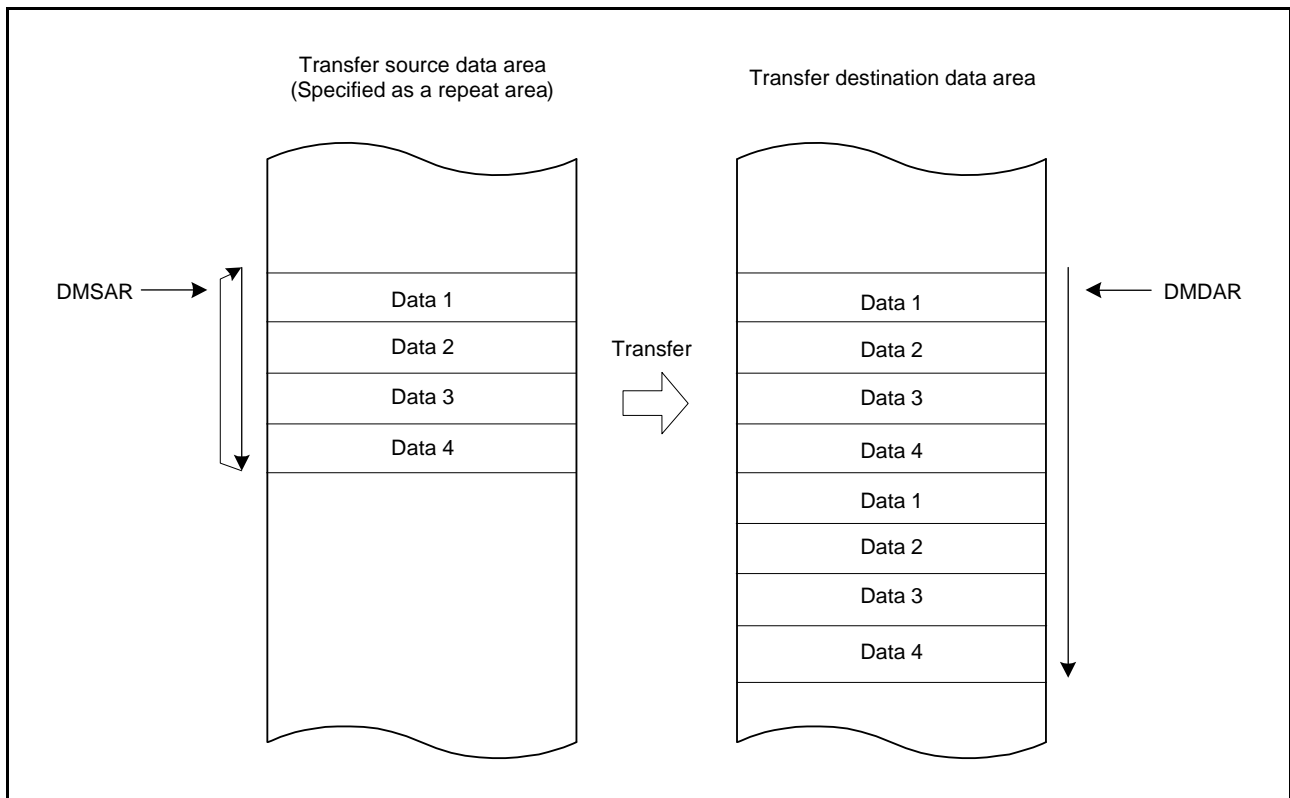 Transfer source data area
(Specified as a repeat area)
Transfer destination data area
DMSAR
Data 1
Data 2
Data 3
Data 4
Transfer
Data 1
Data 2
Data 3
Data 4
Data 1
Data 2
Data 3
Data 4
DMDAR